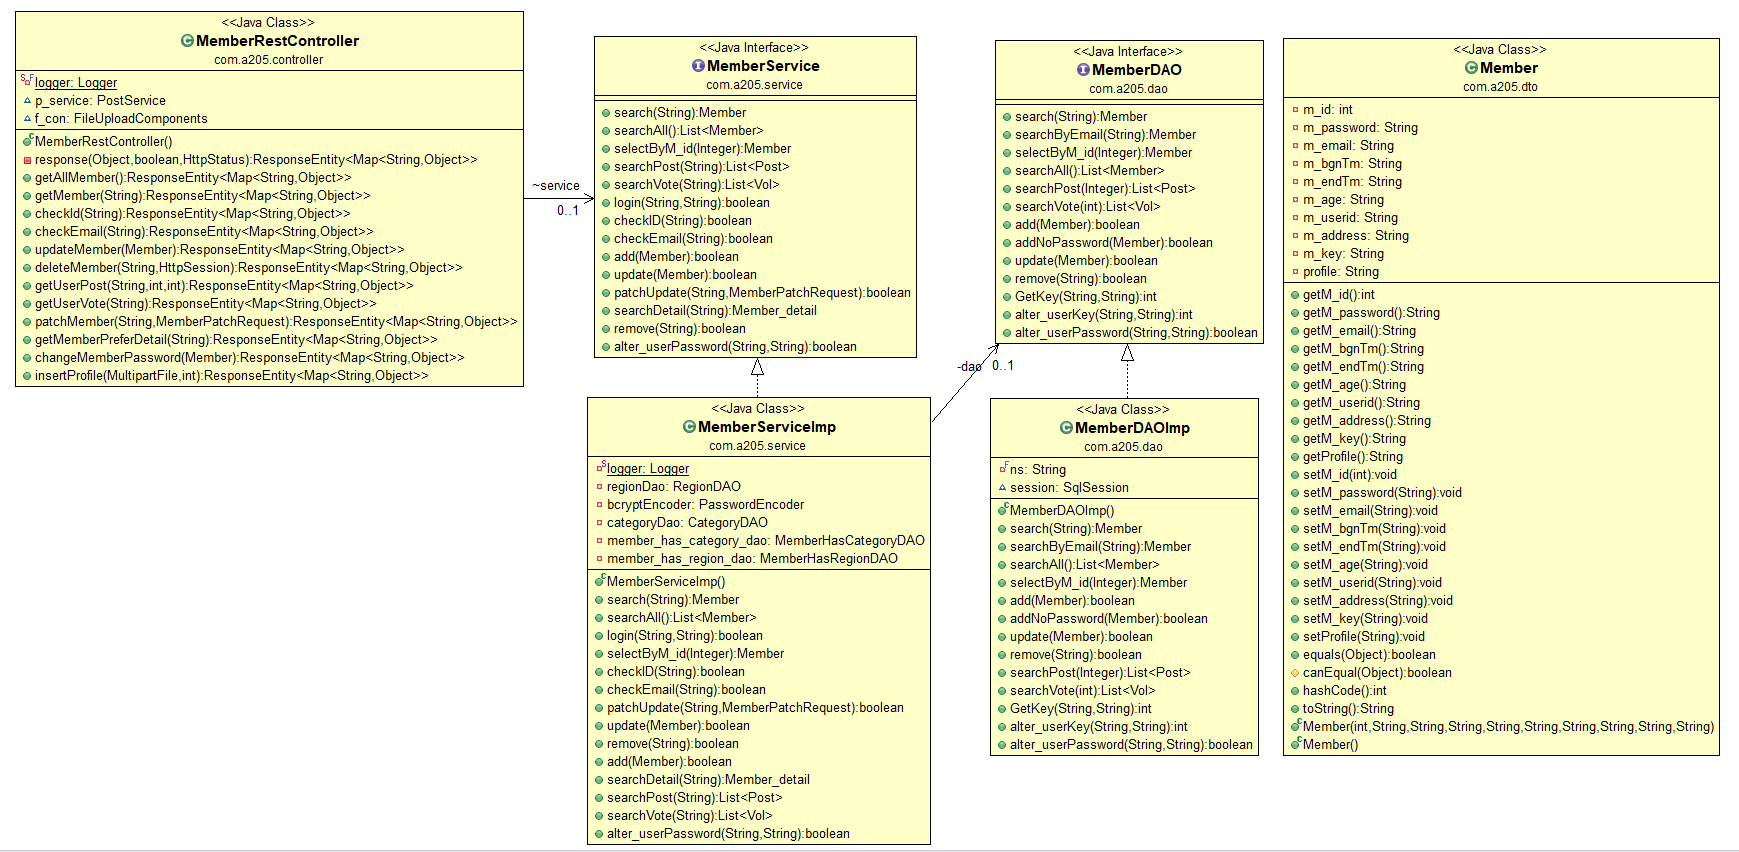 <<Java Class>>
MemberRestController
com.a205.controller
logger: Logger
p_service: PostService
f_con: FileUploadComponents
MemberRestController()
response(Object,boolean,HttpStatus):ResponseEntity<Map<String,Object>>
getAllMember():ResponseEntity<Map<String,Object>>
getMember(String):ResponseEntity<Map<String,Object>>
checkId(String):ResponseEntity<Map<String,Object>>
checkEmail(String):ResponseEntity<Map<String,Object>>
updateMember(Member):ResponseEntity<Map<String,Object>>
deleteMember(String,HttpSession):ResponseEntity<Map<String,Object>>
getUserPost(String,int,int):ResponseEntity<Map<String,Object>>
getUserVote(String):ResponseEntity<Map<String,Object>>
patchMember(String,MemberPatchRequest):ResponseEntity<Map<String,Object>>
getMemberPreferDetail(String):ResponseEntity<Map<String,Object>>
changeMemberPassword(Member):ResponseEntity<Map<String,Object>>
insertProfile(MultipartFile,int):ResponseEntity<Map<String,Object>>
~service
0..1
<<Java Interface>>
MemberService
com.a205.service
search(String):Member
searchAll():List<Member>
selectByM_id(Integer):Member
searchPost(String):List<Post>
searchVote(String):List<Vol>
login(String,String):boolean
checkID(String):boolean
checkEmail(String):boolean
add(Member):boolean
update(Member):boolean
patchUpdate(String,MemberPatchRequest):boolean
searchDetail(String):Member_detail
remove(String):boolean
alter_userPassword(String,String):boolean
<<Java Class>>
MemberServiceImp
com.a205.service
logger: Logger
regionDao: RegionDAO
bcryptEncoder: PasswordEncoder
categoryDao: CategoryDAO
member_has_category_dao: MemberHasCategoryDAO
member_has_region_dao: MemberHasRegionDAO
MemberServiceImp()
search(String):Member
searchAll():List<Member>
login(String,String):boolean
selectByM_id(Integer):Member
checkID(String):boolean
checkEmail(String):boolean
patchUpdate(String,MemberPatchRequest):boolean
update(Member):boolean
remove(String):boolean
add(Member):boolean
searchDetail(String):Member_detail
searchPost(String):List<Post>
searchVote(String):List<Vol>
alter_userPassword(String,String):boolean
-dao
0..1
<<Java Interface>>
MemberDAO
com.a205.dao
search(String):Member
searchByEmail(String):Member
selectByM_id(Integer):Member
searchAll():List<Member>
searchPost(Integer):List<Post>
searchVote(int):List<Vol>
add(Member):boolean
addNoPassword(Member):boolean
update(Member):boolean
remove(String):boolean
GetKey(String,String):int
alter_userKey(String,String):int
alter_userPassword(String,String):boolean
<<Java Class>>
MemberDAOImp
com.a205.dao
ns: String
session: SqlSession
MemberDAOImp()
search(String):Member
searchByEmail(String):Member
searchAll():List<Member>
selectByM_id(Integer):Member
add(Member):boolean
addNoPassword(Member):boolean
update(Member):boolean
remove(String):boolean
searchPost(Integer):List<Post>
searchVote(int):List<Vol>
GetKey(String,String):int
alter_userKey(String,String):int
alter_userPassword(String,String):boolean
<<Java Class>>
Member
com.a205.dto
m_id: int
m_password: String
m_email: String
m_bgnTm: String
m_endTm: String
m_age: String
m_userid: String
m_address: String
m_key: String
profile: String
getM_id():int
getM_password():String
getM_email():String
getM_bgnTm():String
getM_endTm():String
getM_age():String
getM_userid():String
getM_address():String
getM_key():String
getProfile():String
setM_id(int):void
setM_password(String):void
setM_email(String):void
setM_bgnTm(String):void
setM_endTm(String):void
setM_age(String):void
setM_userid(String):void
setM_address(String):void
setM_key(String):void
setProfile(String):void
equals(Object):boolean
canEqual(Object):boolean
hashCode():int
toString():String
Member(int,String,String,String,String,String,String,String,String,String)
Member()